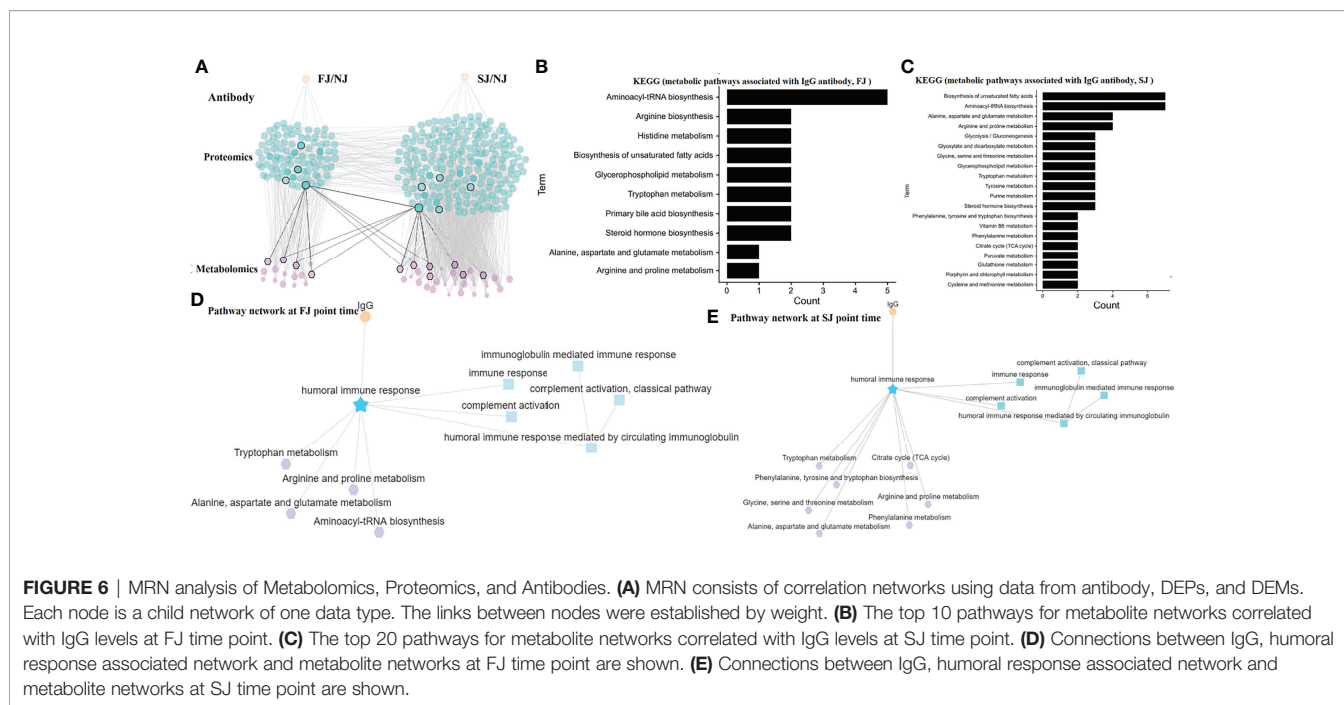 A
FJ/NJ
SJ/NJ
Antibody
Proteomics
Metabolomics
B
KEGG (metabolic pathways associated with IgG antibody, FJ )
Term
Aminoacyl-tRNA biosynthesis
Arginine biosynthesis
Histidine metabolism
Biosynthesis of unsaturated fatty acids
Glycerophospholipid metabolism
Tryptophan metabolism
Primary bile acid biosynthesis
Steroid hormone biosynthesis
Alanine, aspartate and glutamate metabolism
Arginine and proline metabolism
0 1 2 3 4 5
Count
C
KEGG (metabolic pathways associated with IgG antibody, SJ )
Term
Biosynthesis of unsaturated fatty acids
Aminoacyl-tRNA biosynthesis
Alanine, aspartate and glutamate metabolism
Arginine and proline metabolism
Glycolysis / Gluconeogenesis
Glyoxylate and dicarboxylate metabolism
Glycine, serine and threonine metabolism
Glycerophospholipid metabolism
Tryptophan metabolism
Tyrosine metabolism
Purine metabolism
Steroid hormone biosynthesis
Phenylalanine, tyrosine and tryptophan biosynthesis
Vitamin B6 metabolism
Phenylalanine metabolism
Citrate cycle (TCA cycle)
Pyruvate metabolism
Glutathione metabolism
Porphyrin and chlorophyll metabolism
Cysteine and methionine metabolism
0 2 4 6
Count
D
Pathway network at FJ point time
IgG
immunoglobulin mediated immune response
immune response
humoral immune response
complement activation, classical pathway
complement activation
humoral immune response mediated by circulating immunoglobulin
Tryptophan metabolism
Arginine and proline metabolism
Alanine, aspartate and glutamate metabolism
Aminoacyl-tRNA biosynthesis
E
Pathway network at SJ point time
IgG
complement activation, classical pathway
immune response
humoral immune response
immunoglobulin mediated immune response
complement activation
humoral immune response mediated by circulating immunoglobulin
Tryptophan metabolism
Citrate cycle (TCA cycle)
Phenylalanine, tyrosine and tryptophan biosynthesis
Arginine and proline metabolism
Glycine, serine and threonine metabolism
Phenylalanine metabolism
Alanine, aspartate and glutamate metabolism
FIGURE 6 | MRN analysis of Metabolomics, Proteomics, and Antibodies. (A) MRN consists of correlation networks using data from antibody, DEPs, and DEMs.
Each node is a child network of one data type. The links between nodes were established by weight. (B) The top 10 pathways for metabolite networks correlated
with IgG levels at FJ time point. (C) The top 20 pathways for metabolite networks correlated with IgG levels at SJ time point. (D) Connections between IgG, humoral
response associated network and metabolite networks at FJ time point are shown. (E) Connections between IgG, humoral response associated network and
metabolite networks at SJ time point are shown.